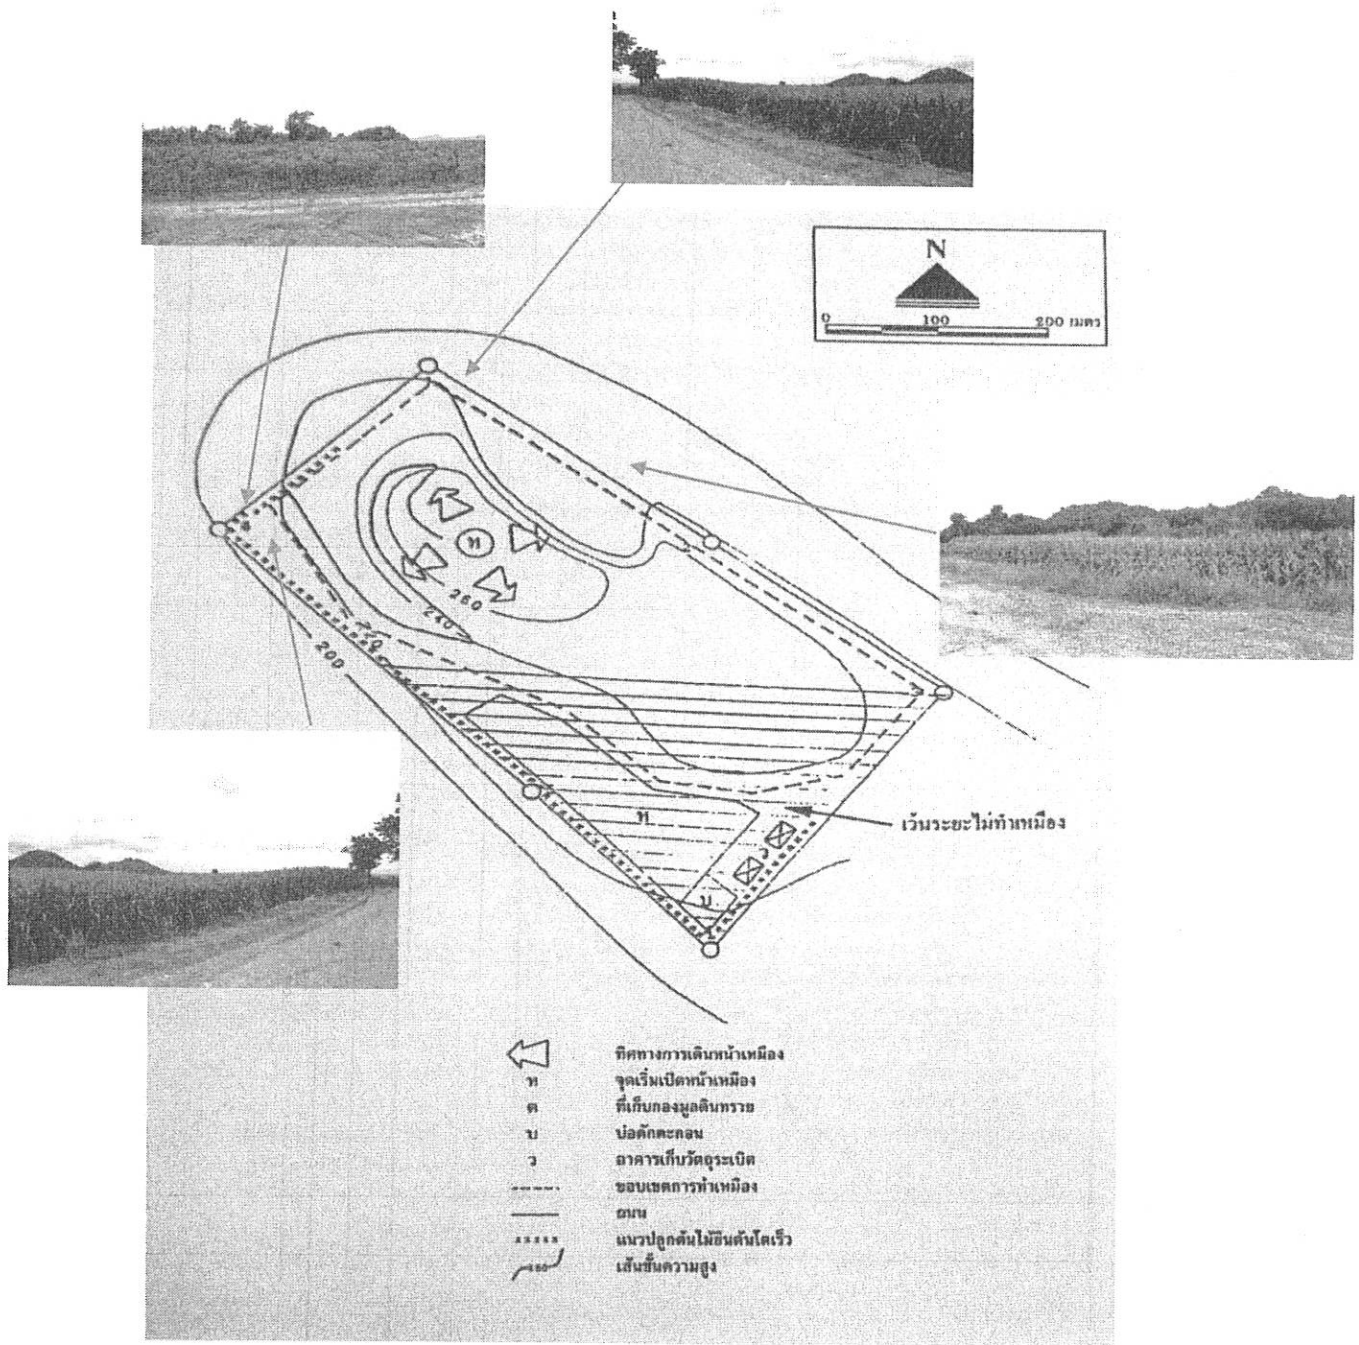 N
0 100 200 เมตร
ท
260
240
200
ท
เว้นระยะไม่ทำเหมือง
ว
บ
ทิศทางการเดินหน้าเหมือง
ท จุดเริ่มเปิดหน้าเหมือง
ต ที่เก็บกองมูลดินทราย
บ บ่อดักตะกอน
ว อาคารเก็บวัตถุระเบิด
ขอบเขตการทำเหมือง
ถนน
แนวปลูกต้นไม้ยืนต้นโตเร็ว
เส้นชั้นความสูง